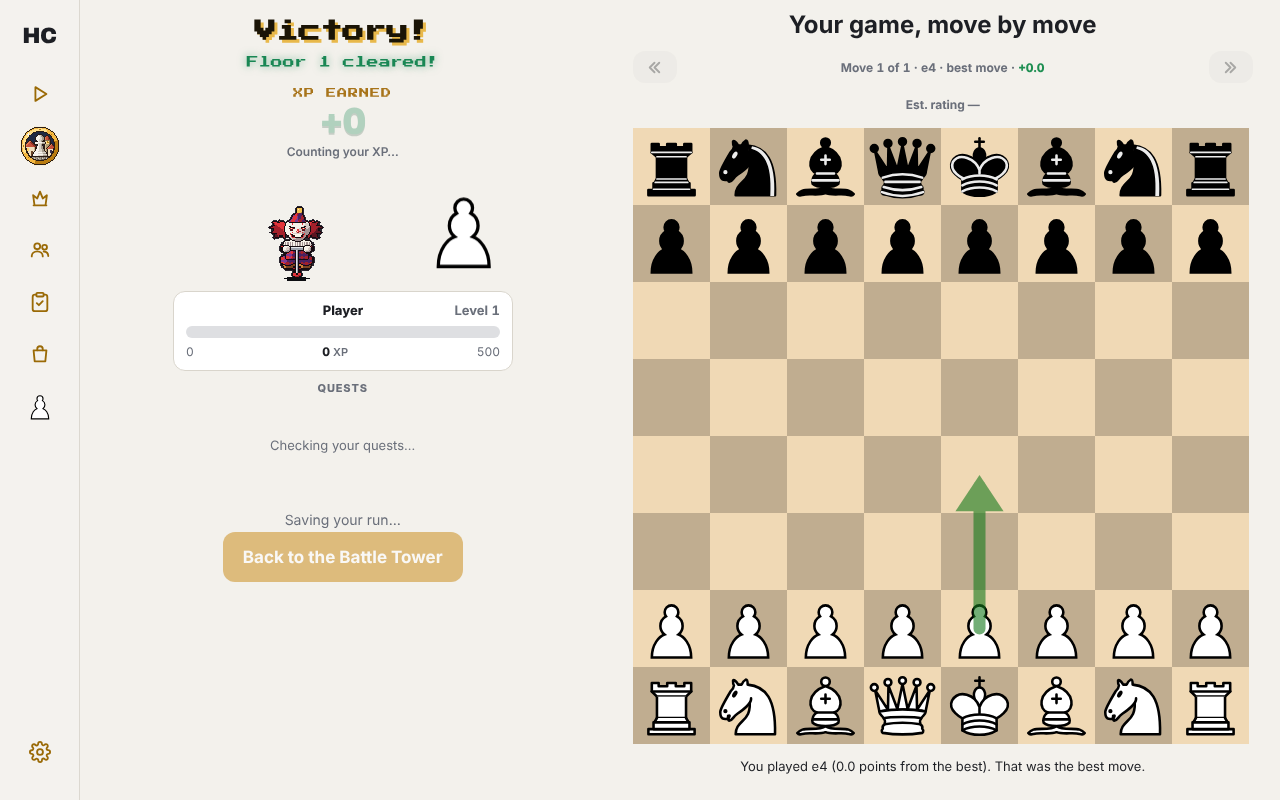 HC
Victory!
Floor 1 cleared!
XP EARNED
+0
Counting your XP...
Player
Level 1
0
0 XP
500
QUESTS
Checking your quests...
Saving your run...
Back to the Battle Tower
Your game, move by move
Move 1 of 1 · e4 · best move · +0.0
Est. rating —
You played e4 (0.0 points from the best). That was the best move.